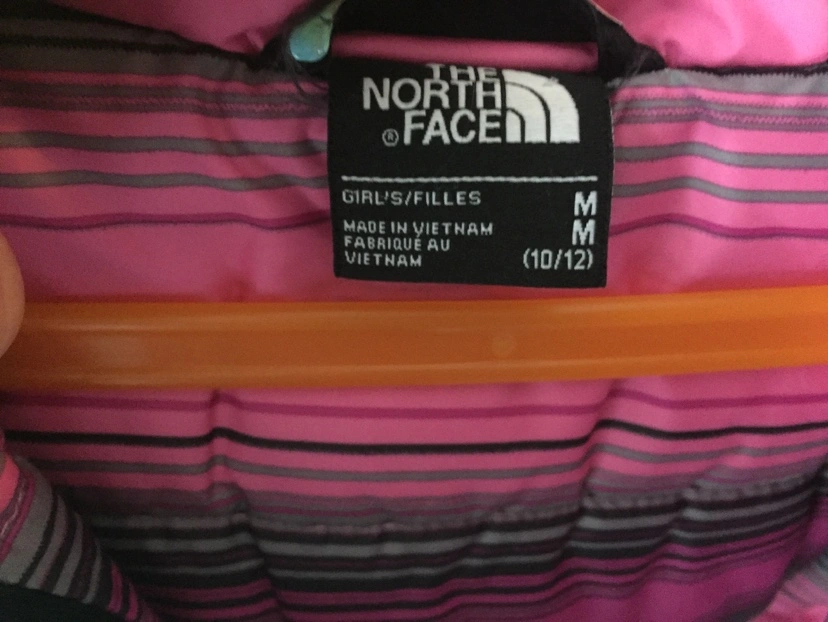 THE
NORTH
® FACE
GIRL'S/FILLES M
MADE IN VIETNAM M
FABRIQUÉ AU
VIETNAM (10/12)